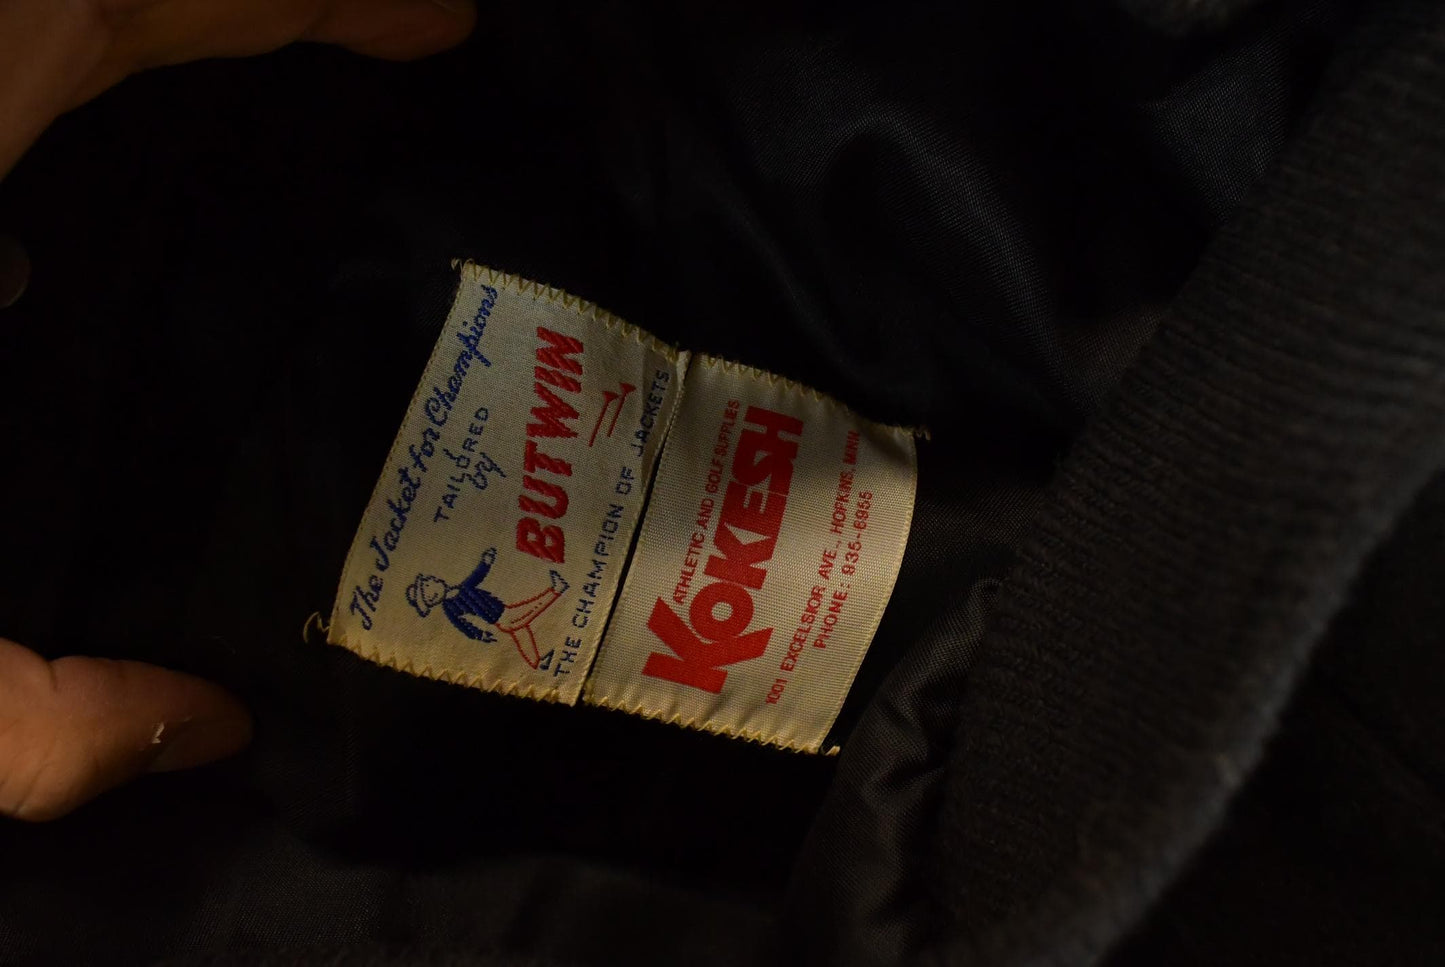 The Jacket for Champions
TAILORED
by
BUTWIN
THE CHAMPION OF JACKETS
ATHLETIC AND GOLF SUPPLIES
KOKESH
1001 EXCELSIOR AVE., HOPKINS, MINN.
PHONE: 935-6955